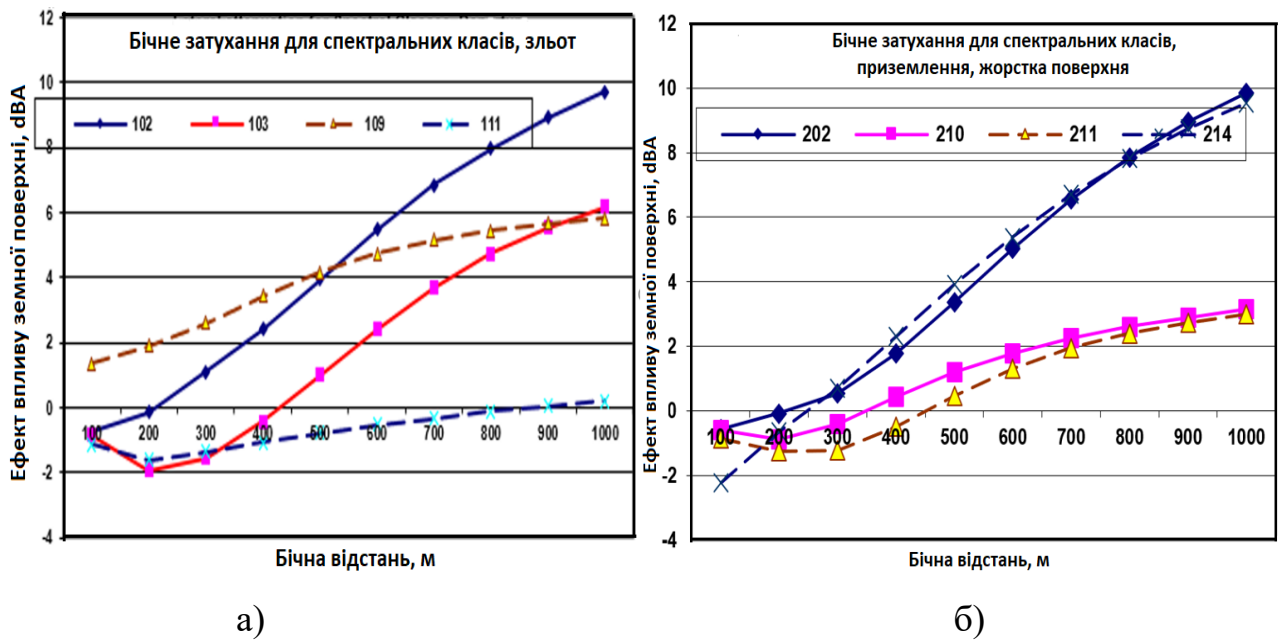 Бічне затухання для спектральних класів, зльот
Ефект впливу земної поверхні, dBA
12
10
8
6
4
2
0
-2
-4
102 103 109 111
100 200 300 400 500 600 700 800 900 1000
Бічна відстань, м
а)
Бічне затухання для спектральних класів,
приземлення, жорстка поверхня
Ефект впливу земної поверхні, dBA
12
10
8
6
4
2
0
-2
-4
202 210 211 214
100 200 300 400 500 600 700 800 900 1000
Бічна відстань, м
б)